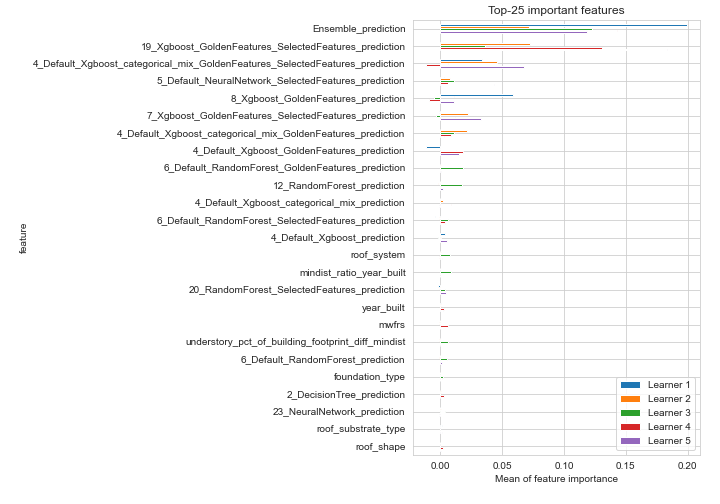 Top-25 important features
Ensemble_prediction
19_Xgboost_GoldenFeatures_SelectedFeatures_prediction
4_Default_Xgboost_categorical_mix_GoldenFeatures_SelectedFeatures_prediction
5_Default_NeuralNetwork_SelectedFeatures_prediction
8_Xgboost_GoldenFeatures_prediction
7_Xgboost_GoldenFeatures_SelectedFeatures_prediction
4_Default_Xgboost_categorical_mix_GoldenFeatures_prediction
4_Default_Xgboost_GoldenFeatures_prediction
6_Default_RandomForest_GoldenFeatures_prediction
12_RandomForest_prediction
4_Default_Xgboost_categorical_mix_prediction
6_Default_RandomForest_SelectedFeatures_prediction
4_Default_Xgboost_prediction
roof_system
feature
mindist_ratio_year_built
20_RandomForest_SelectedFeatures_prediction
year_built
mwfrs
understory_pct_of_building_footprint_diff_mindist
6_Default_RandomForest_prediction
foundation_type
2_DecisionTree_prediction
23_NeuralNetwork_prediction
roof_substrate_type
roof_shape
Learner 1
Learner 2
Learner 3
Learner 4
Learner 5
0.00 0.05 0.10 0.15 0.20
Mean of feature importance